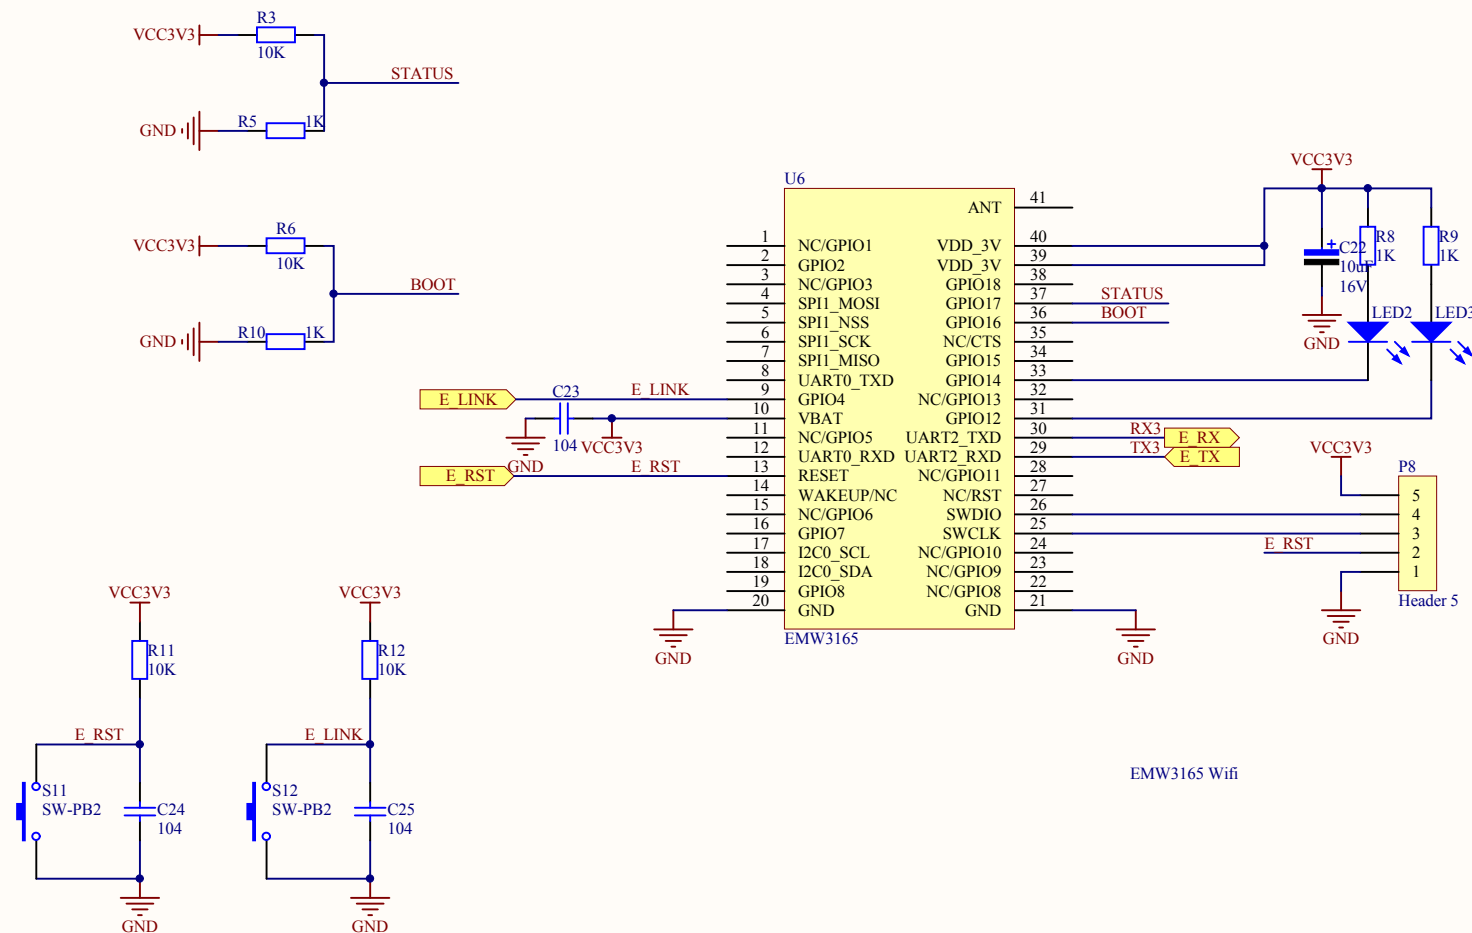 R3
VCC3V3
10K
STATUS
R5 1K
GND
R6
VCC3V3
10K
BOOT
R10 1K
GND
U6
ANT 41
1 NC/GPIO1 VDD_3V 40
2 GPIO2 VDD_3V 39
3 NC/GPIO3 GPIO18 38
4 SPI1_MOSI GPIO17 37 STATUS
5 SPI1_NSS GPIO16 36 BOOT
6 SPI1_SCK NC/CTS 35
7 SPI1_MISO GPIO15 34
8 UART0_TXD GPIO14 33
E_LINK E_LINK 9 GPIO4 NC/GPIO13 32
10 VBAT GPIO12 31
11 NC/GPIO5 UART2_TXD 30 RX3 E_RX
12 UART0_RXD UART2_RXD 29 TX3 E_TX
E_RST E_RST 13 RESET NC/GPIO11 28
14 WAKEUP/NC NC/RST 27
15 NC/GPIO6 SWDIO 26
16 GPIO7 SWCLK 25
17 I2C0_SCL NC/GPIO10 24
18 I2C0_SDA NC/GPIO9 23
19 GPIO8 NC/GPIO8 22
20 GND GND 21
EMW3165
C23
104 VCC3V3
GND
GND
GND
VCC3V3
C22
10uF
16V
GND
R8
1K
R9
1K
LED2
LED3
VCC3V3
P8
5
4
3
E_RST 2
1
Header 5
GND
VCC3V3
R11
10K
E_RST
S11
SW-PB2
C24
104
GND
VCC3V3
R12
10K
E_LINK
S12
SW-PB2
C25
104
GND
EMW3165 Wifi